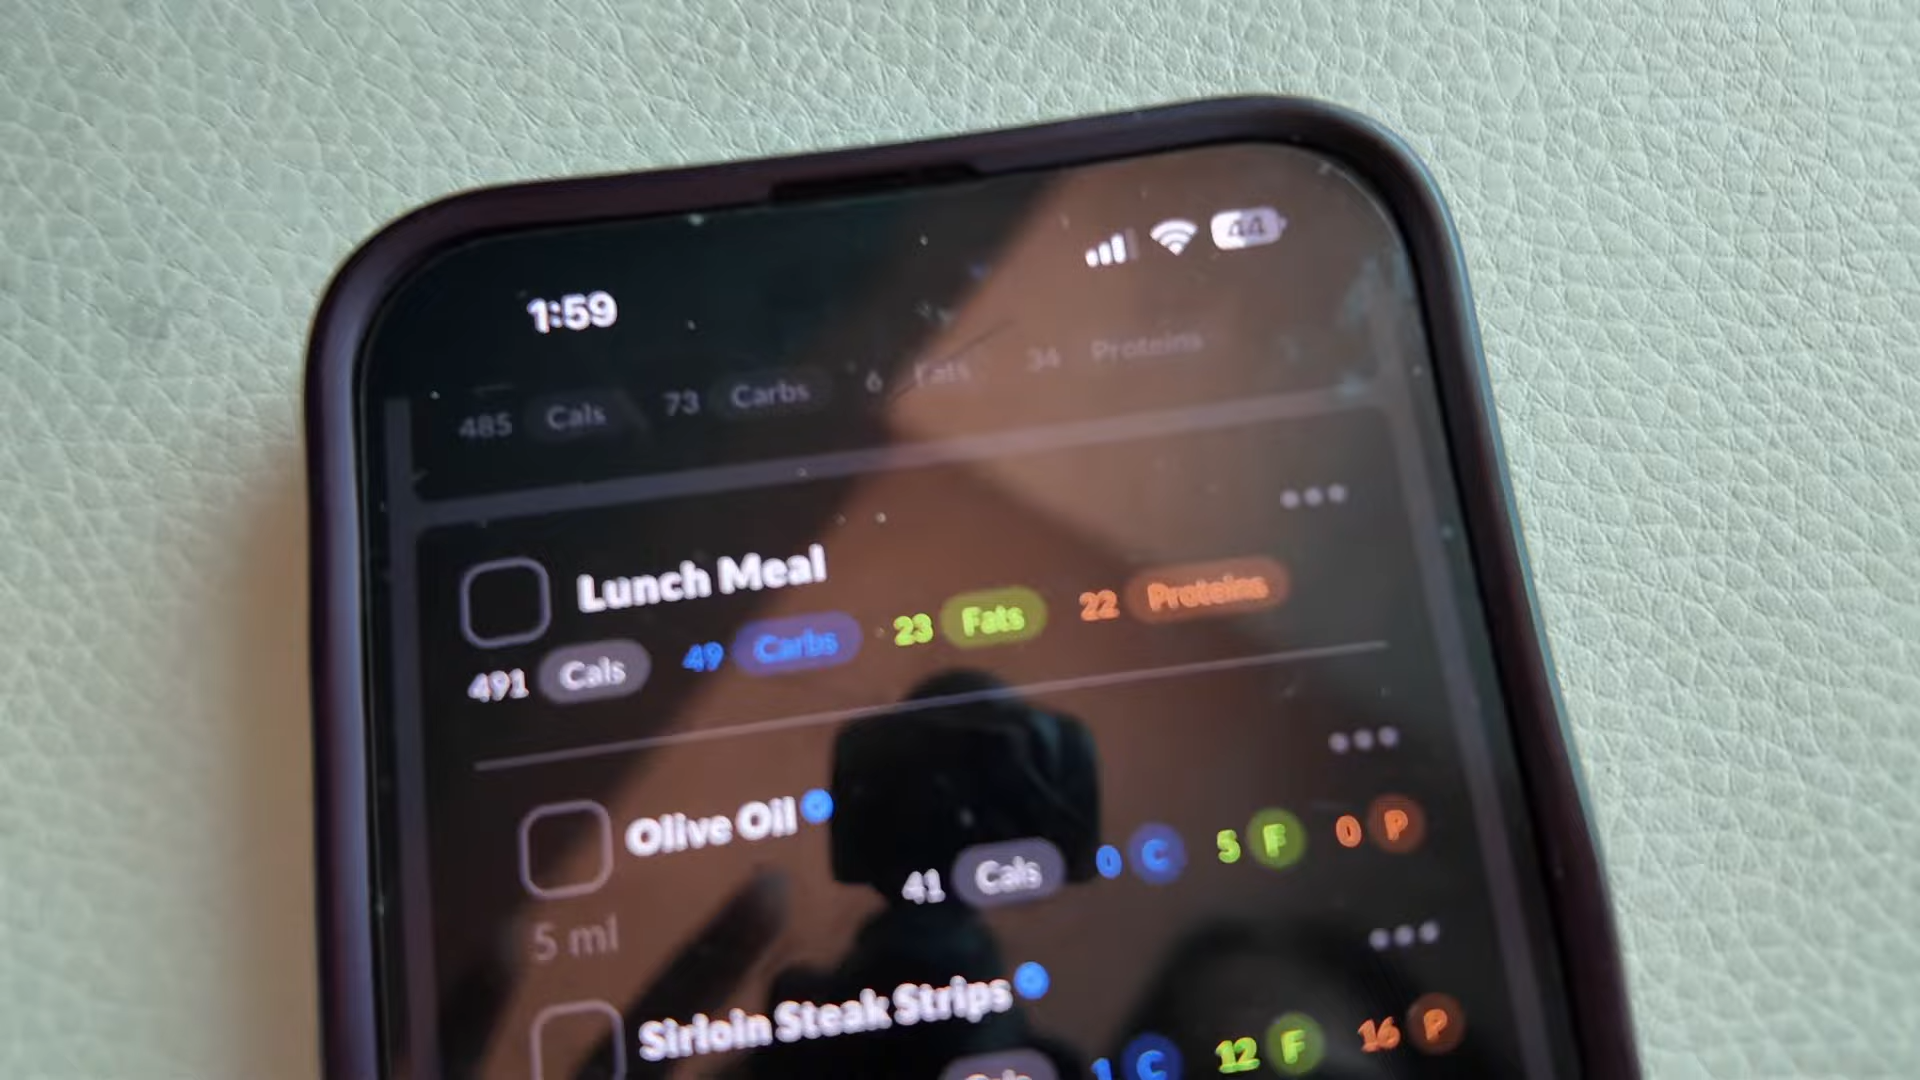 1:59
44
485 Cals 73 Carbs 6 Fats 34 Proteins
Lunch Meal
491 Cals 49 Carbs 23 Fats 22 Proteins
Olive Oil
41 Cals 0 C 5 F 0 P
5 ml
Sirloin Steak Strips
Cals 1 C 12 F 16 P